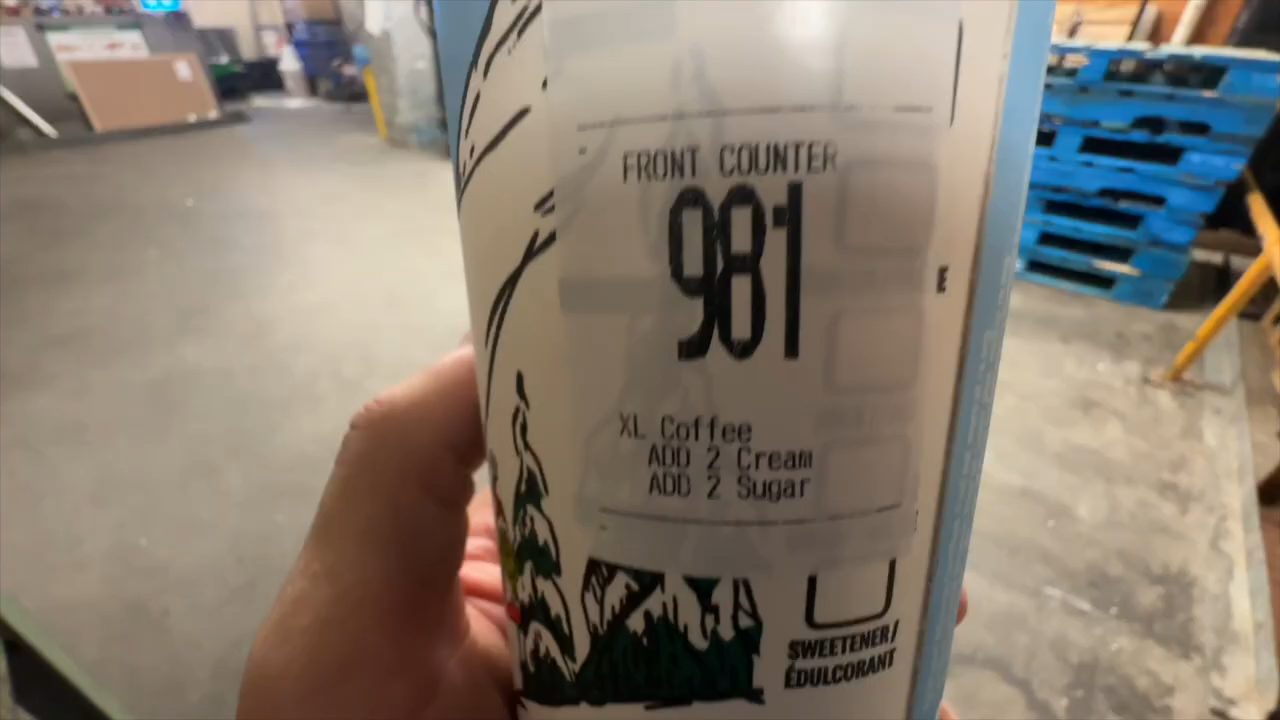 FRONT COUNTER
981
E
XL Coffee
ADD 2 Cream
ADD 2 Sugar
SWEETENER/
ÉDULCORANT